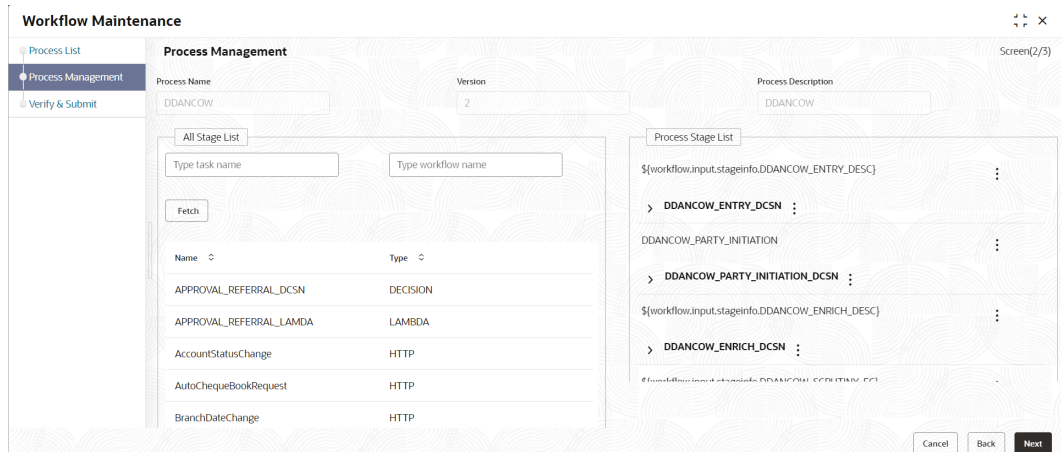 Workflow Maintenance
Process List
Process Management
Verify & Submit
Process Management
Screen(2/3)
Process Name
Version
Process Description
DDANCOW
2
DDANCOW
All Stage List
Type task name
Type workflow name
Fetch
Name
Type
APPROVAL_REFERRAL_DCSN
DECISION
APPROVAL_REFERRAL_LAMDA
LAMBDA
AccountStatusChange
HTTP
AutoChequeBookRequest
HTTP
BranchDateChange
HTTP
Process Stage List
${workflow.input.stageinfo.DDANCOW_ENTRY_DESC}
DDANCOW_ENTRY_DCSN
DDANCOW_PARTY_INITIATION
DDANCOW_PARTY_INITIATION_DCSN
${workflow.input.stageinfo.DDANCOW_ENRICH_DESC}
DDANCOW_ENRICH_DCSN
Cancel
Back
Next